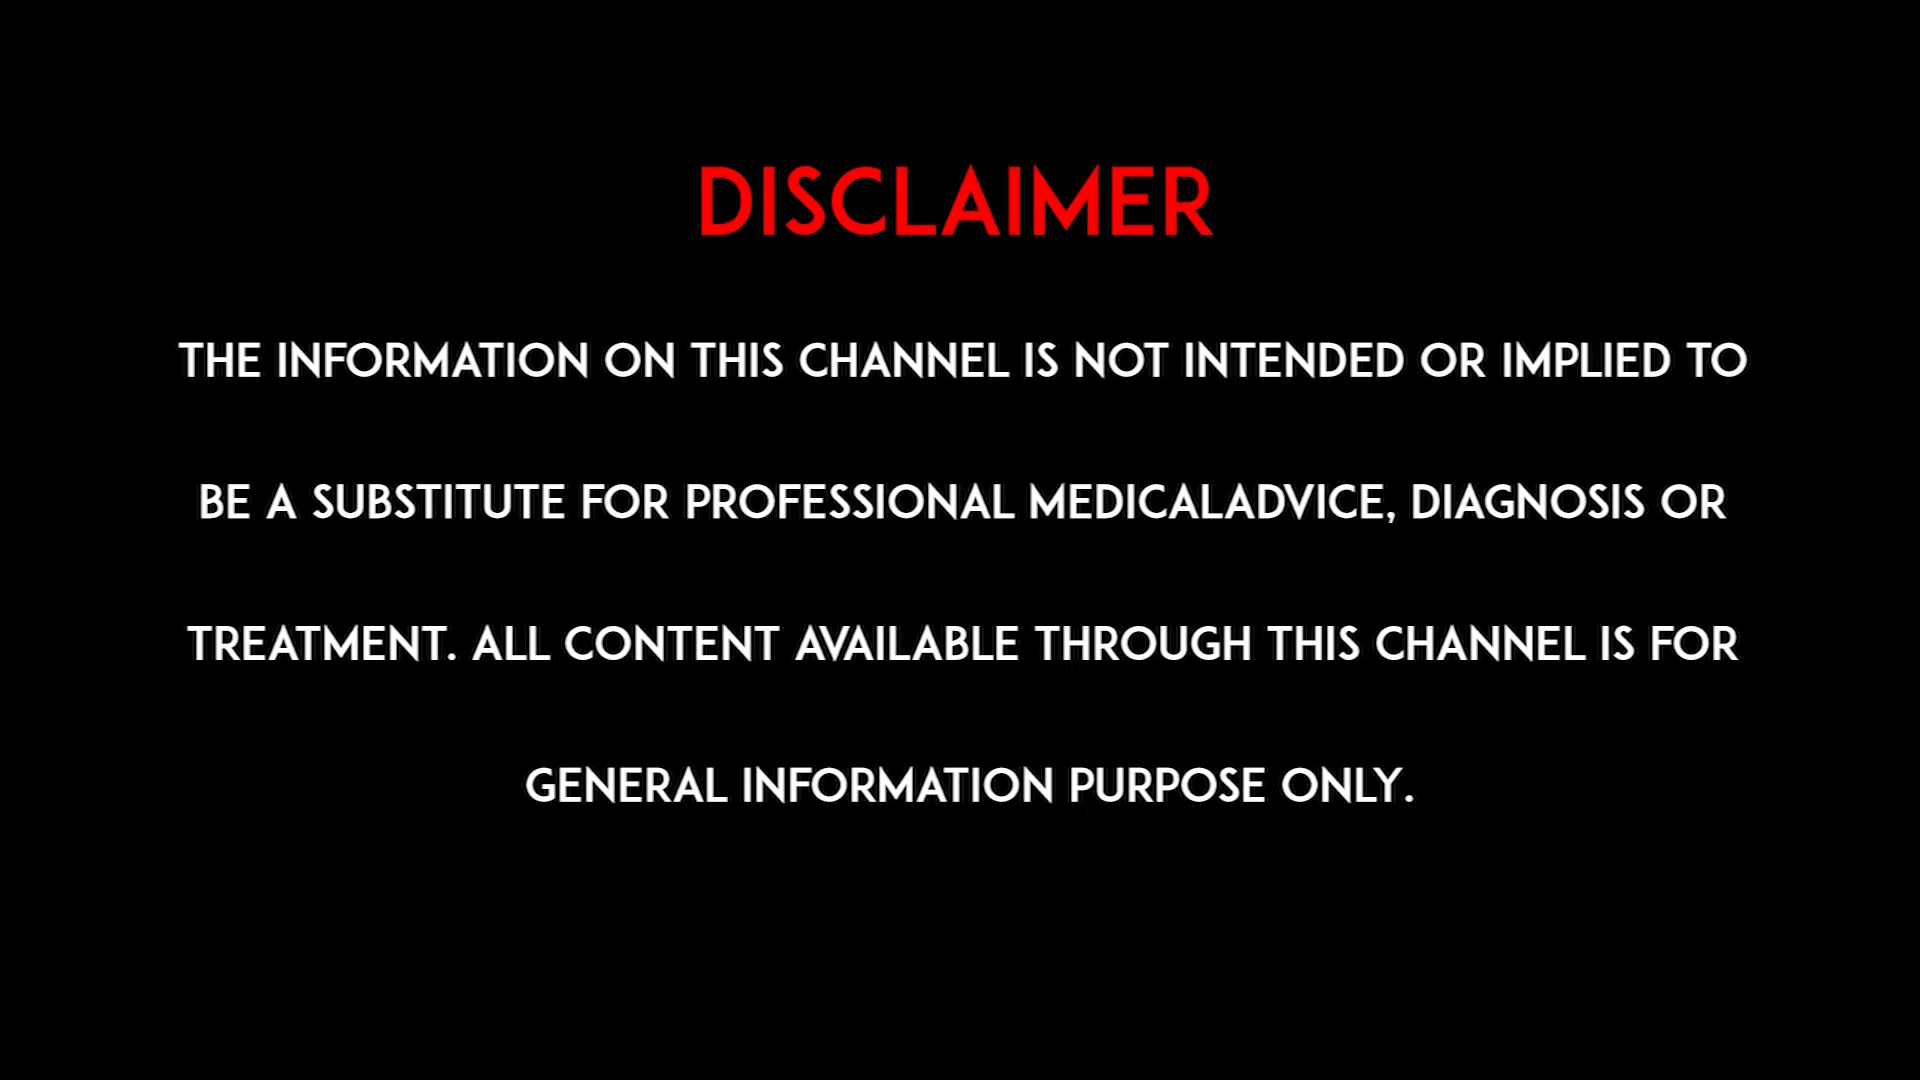 DISCLAIMER
THE INFORMATION ON THIS CHANNEL IS NOT INTENDED OR IMPLIED TO
BE A SUBSTITUTE FOR PROFESSIONAL MEDICALADVICE, DIAGNOSIS OR
TREATMENT. ALL CONTENT AVAILABLE THROUGH THIS CHANNEL IS FOR
GENERAL INFORMATION PURPOSE ONLY.